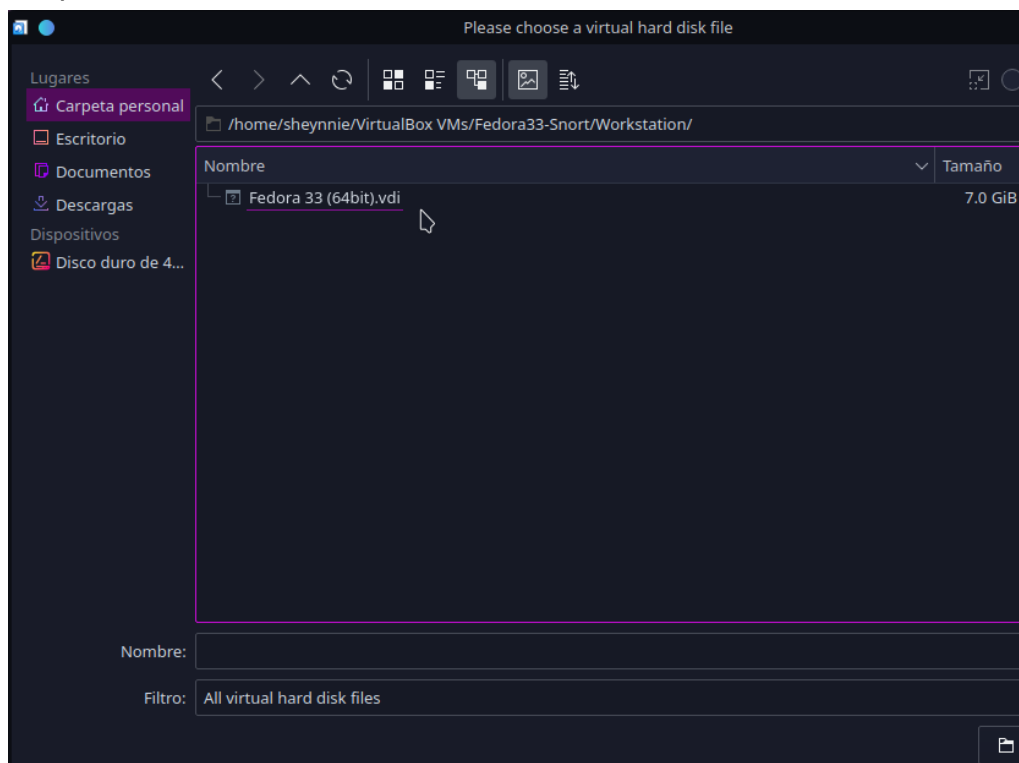 Please choose a virtual hard disk file
Lugares
Carpeta personal
Escritorio
Documentos
Descargas
Dispositivos
Disco duro de 4...
/home/sheynnie/VirtualBox VMs/Fedora33-Snort/Workstation/
Nombre Tamaño
Fedora 33 (64bit).vdi 7.0 GiB
Nombre:
Filtro: All virtual hard disk files